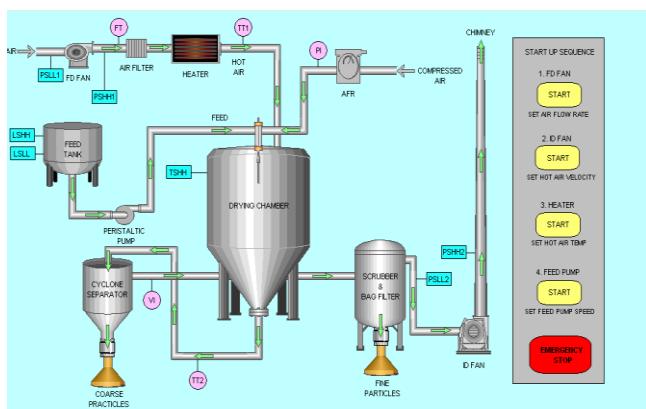 CHIMNEY
FT
TT1
PI
AIR
FD FAN
AIR FILTER
HEATER
HOT
AIR
AFR
COMPRESSED
AIR
PSLL1
PSHH1
LSHH
LSLL
FEED
TANK
FEED
TSHH
DRYING CHAMBER
PERISTALTIC
PUMP
CYCLONE
SEPARATOR
VI
TT2
COARSE
PRACTICLES
SCRUBBER
&
BAG FILTER
FINE
PARTICLES
PSHH2
PSLL2
ID FAN
START UP SEQUENCE
1. FD FAN
START
SET AIR FLOW RATE
2. ID FAN
START
SET HOT AIR VELOCITY
3. HEATER
START
SET HOT AIR TEMP
4. FEED PUMP
START
SET FEED PUMP SPEED
EMERGENCY
STOP